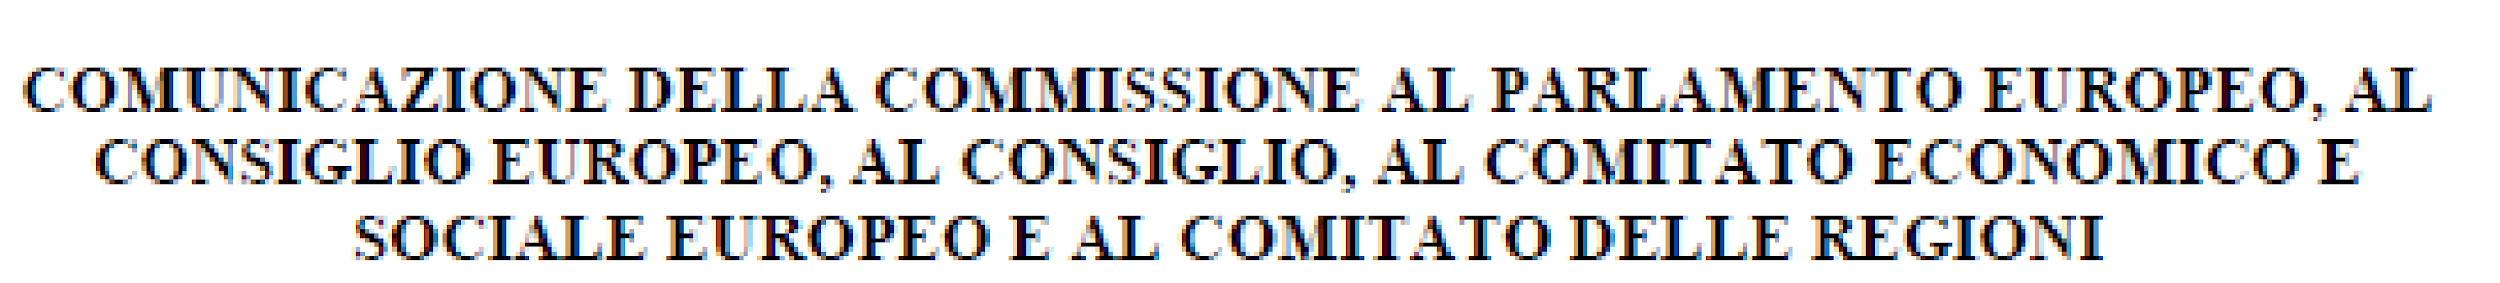 COMUNICAZIONE DELLA COMMISSIONE AL PARLAMENTO EUROPEO, AL
CONSIGLIO EUROPEO, AL CONSIGLIO, AL COMITATO ECONOMICO E
SOCIALE EUROPEO E AL COMITATO DELLE REGIONI